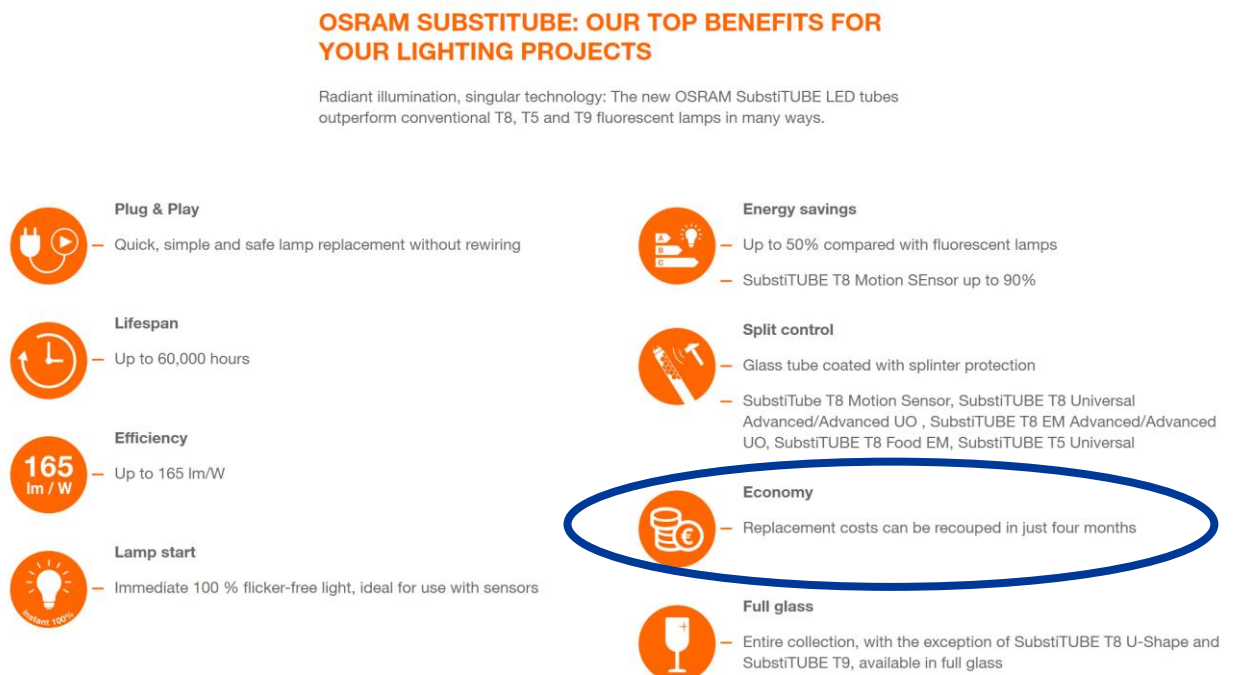 OSRAM SUBSTITUBE: OUR TOP BENEFITS FOR
YOUR LIGHTING PROJECTS
Radiant illumination, singular technology: The new OSRAM SubstiTUBE LED tubes
outperform conventional T8, T5 and T9 fluorescent lamps in many ways.
Plug & Play
– Quick, simple and safe lamp replacement without rewiring
Lifespan
– Up to 60,000 hours
Efficiency
165
lm / W
– Up to 165 lm/W
Lamp start
– Immediate 100 % flicker-free light, ideal for use with sensors
Instant 100%
Energy savings
A
B
C
– Up to 50% compared with fluorescent lamps
– SubstiTUBE T8 Motion SEnsor up to 90%
Split control
– Glass tube coated with splinter protection
– SubstiTube T8 Motion Sensor, SubstiTUBE T8 Universal
Advanced/Advanced UO , SubstiTUBE T8 EM Advanced/Advanced
UO, SubstiTUBE T8 Food EM, SubstiTUBE T5 Universal
Economy
€
– Replacement costs can be recouped in just four months
Full glass
– Entire collection, with the exception of SubstiTUBE T8 U-Shape and
SubstiTUBE T9, available in full glass